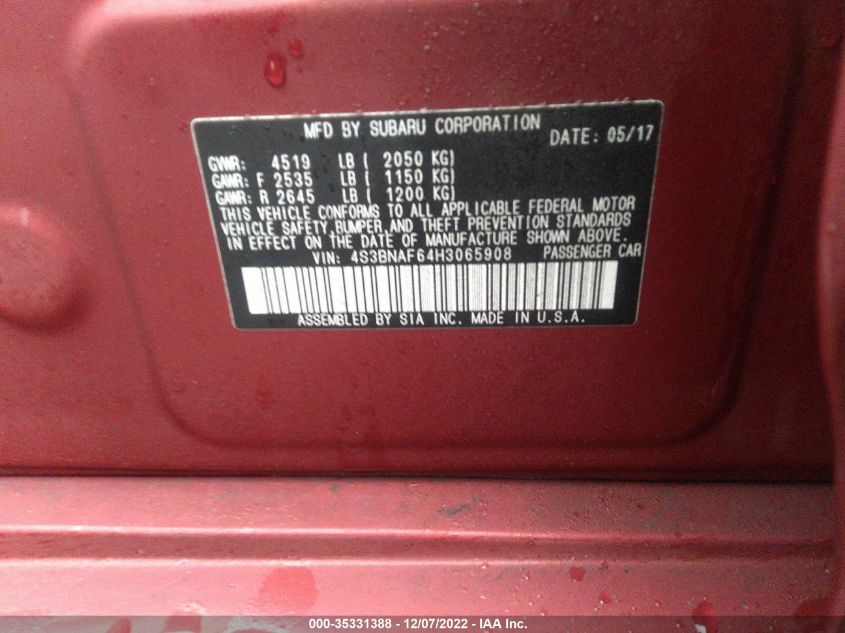 MFD BY SUBARU CORPORATION DATE: 05/17
GVWR: 4519 LB ( 2050 KG)
GAWR: F 2535 LB ( 1150 KG)
GAWR: R 2645 LB ( 1200 KG)
THIS VEHICLE CONFORMS TO ALL APPLICABLE FEDERAL MOTOR
VEHICLE SAFETY, BUMPER, AND THEFT PREVENTION STANDARDS
IN EFFECT ON THE DATE OF MANUFACTURE SHOWN ABOVE.
VIN: 4S3BNAF64H3065908 PASSENGER CAR
ASSEMBLED BY SIA INC. MADE IN U.S.A.
000-35331388 - 12/07/2022 - IAA Inc.